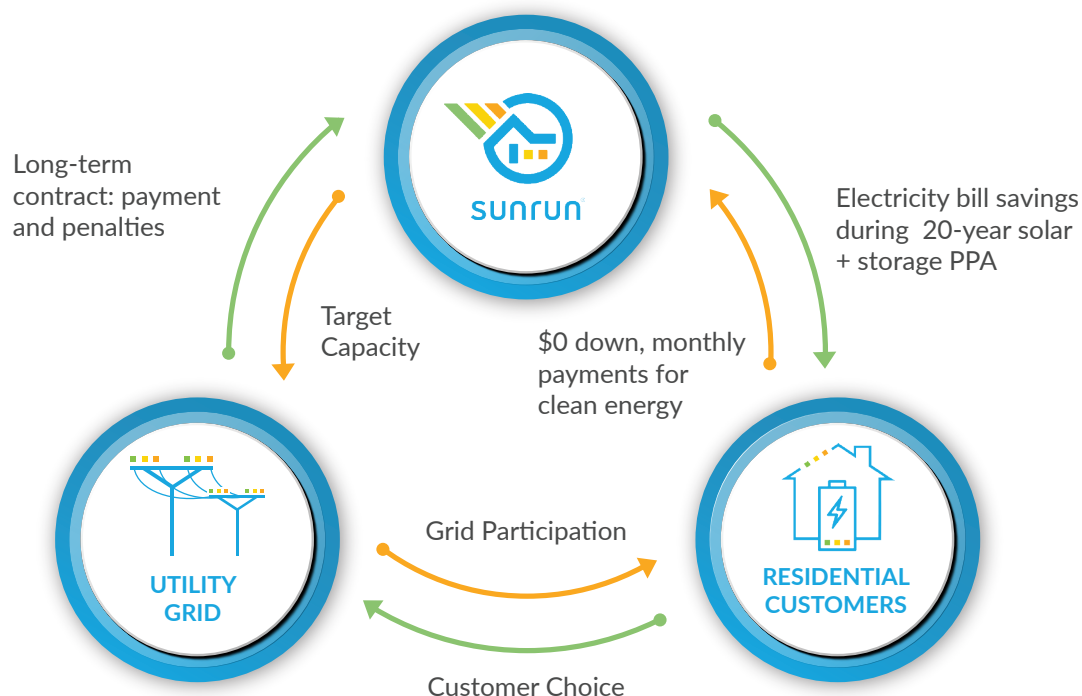 sunrun
Long-term
contract: payment
and penalties
Electricity bill savings
during  20-year solar
+ storage PPA
Target
Capacity
$0 down, monthly
payments for
clean energy
Grid Participation
UTILITY
GRID
RESIDENTIAL
CUSTOMERS
Customer Choice